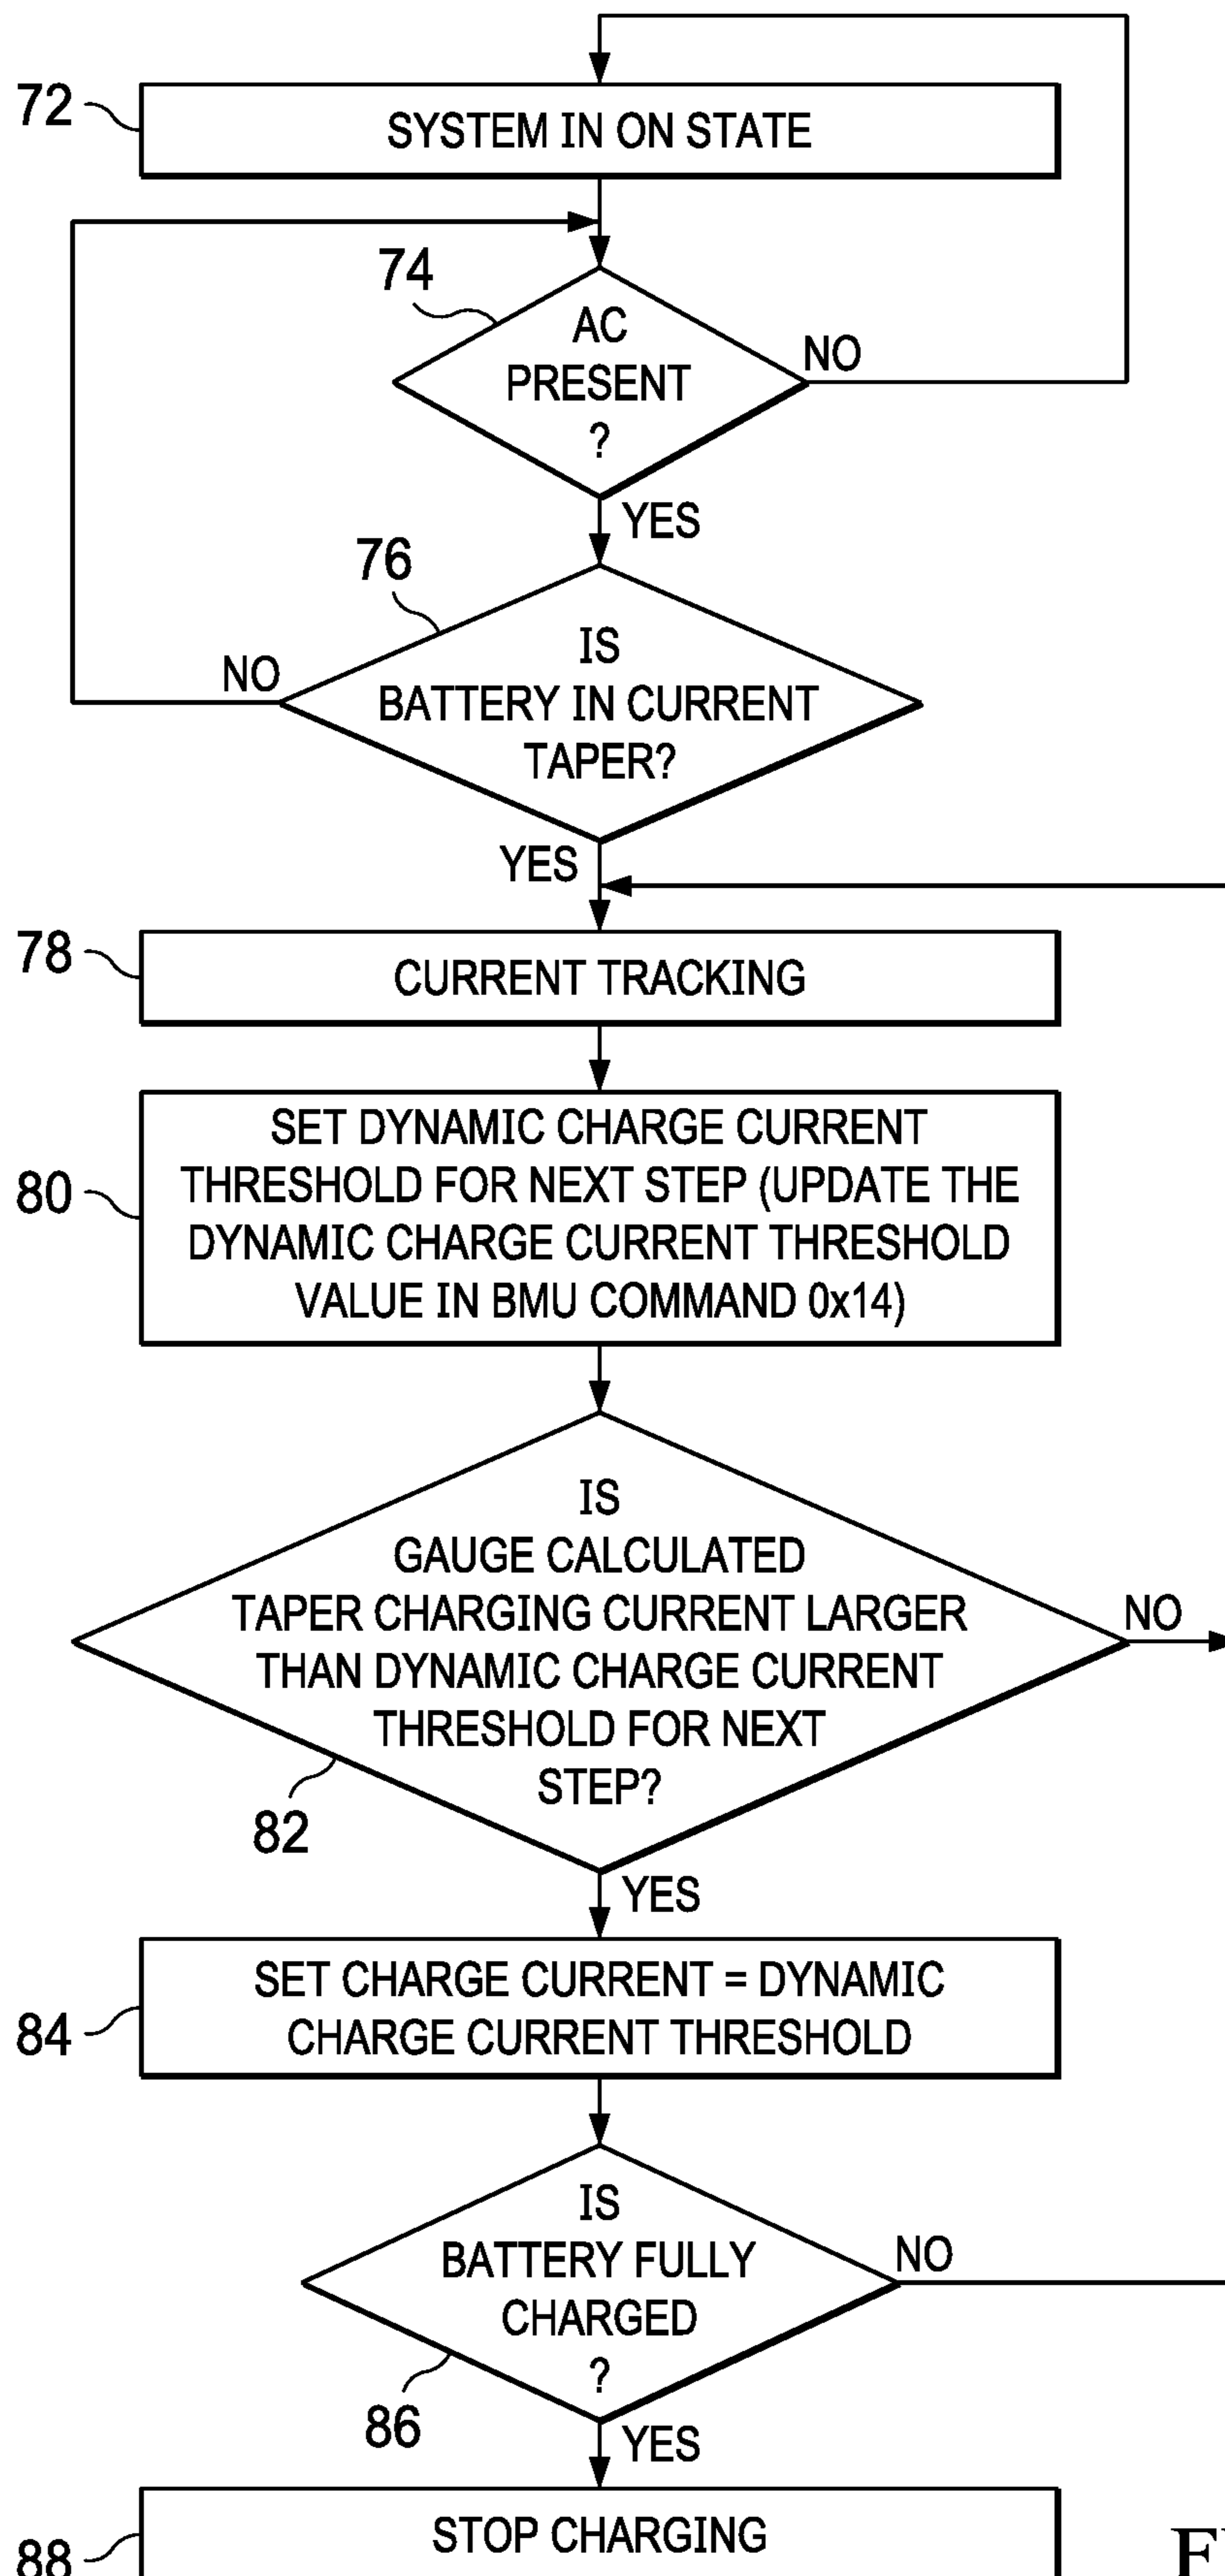 72
SYSTEM IN ON STATE
74
AC
PRESENT
?
NO
YES
76
IS
BATTERY IN CURRENT
TAPER?
NO
YES
78
CURRENT TRACKING
80
SET DYNAMIC CHARGE CURRENT
THRESHOLD FOR NEXT STEP (UPDATE THE
DYNAMIC CHARGE CURRENT THRESHOLD
VALUE IN BMU COMMAND 0x14)
IS
GAUGE CALCULATED
TAPER CHARGING CURRENT LARGER
THAN DYNAMIC CHARGE CURRENT
THRESHOLD FOR NEXT
STEP?
NO
82
YES
84
SET CHARGE CURRENT = DYNAMIC
CHARGE CURRENT THRESHOLD
IS
BATTERY FULLY
CHARGED
?
NO
86
YES
88
STOP CHARGING